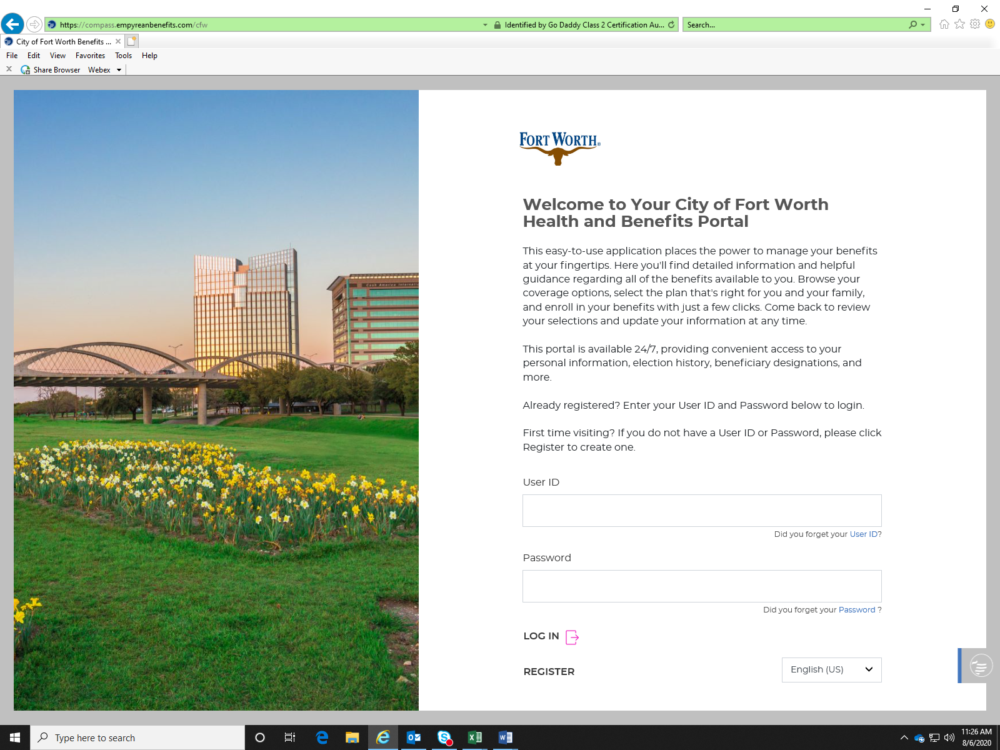 https://compass.empyreanbenefits.com/cfw
Identified by Go Daddy Class 2 Certification Au...
Search...
City of Fort Worth Benefits ...
File Edit View Favorites Tools Help
x Share Browser Webex
FORT WORTH®
Cash America International
Welcome to Your City of Fort Worth
Health and Benefits Portal
This easy-to-use application places the power to manage your benefits
at your fingertips. Here you'll find detailed information and helpful
guidance regarding all of the benefits available to you. Browse your
coverage options, select the plan that's right for you and your family,
and enroll in your benefits with just a few clicks. Come back to review
your selections and update your information at any time.
This portal is available 24/7, providing convenient access to your
personal information, election history, beneficiary designations, and
more.
Already registered? Enter your User ID and Password below to login.
First time visiting? If you do not have a User ID or Password, please click
Register to create one.
User ID
Did you forget your User ID?
Password
Did you forget your Password ?
LOG IN
REGISTER
English (US)
Type here to search
11:26 AM
8/6/2020